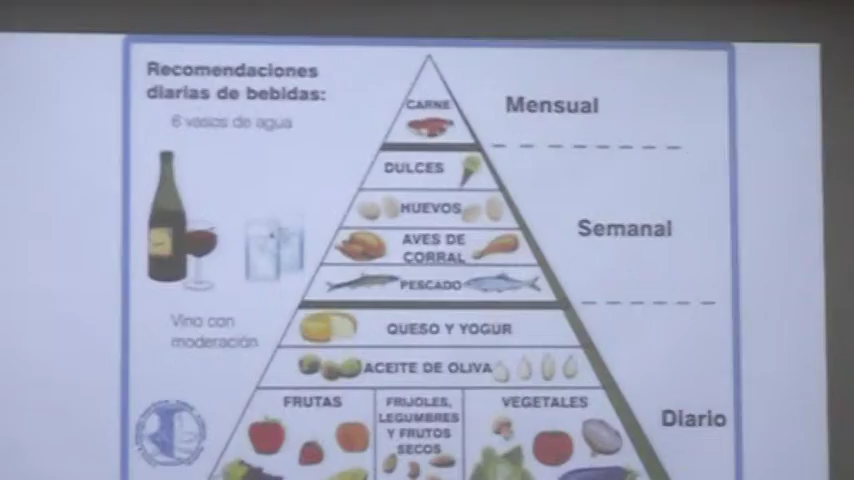 Recomendaciones
diarias de bebidas:
6 vasos de agua
Vino con
moderación
CARNE
Mensual
DULCES
HUEVOS
AVES DE
CORRAL
PESCADO
Semanal
QUESO Y YOGUR
ACEITE DE OLIVA
FRUTAS
FRIJOLES,
LEGUMBRES
Y FRUTOS
SECOS
VEGETALES
Diario